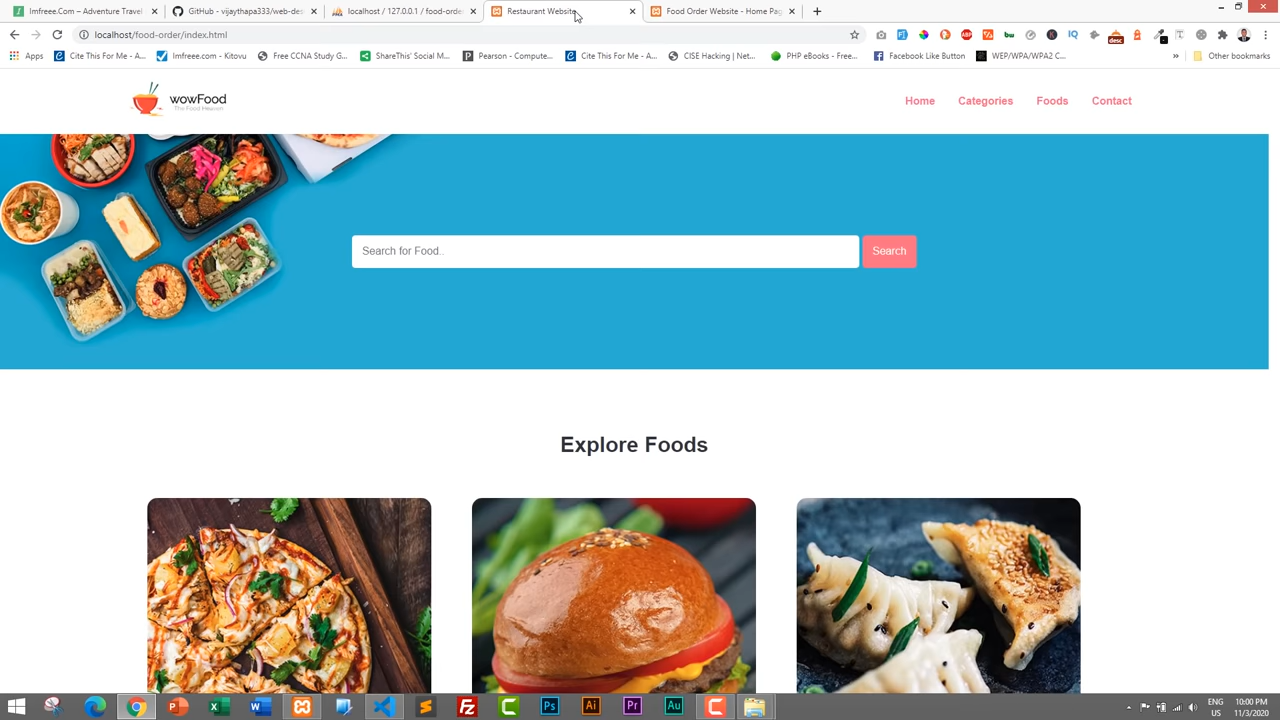 Imfreee.Com – Adventure Travel
GitHub - vijaythapa333/web-des
localhost / 127.0.0.1 / food-orde
Restaurant Website
Food Order Website - Home Pag
localhost/food-order/index.html
Apps
Cite This For Me - A...
Imfreee.com - Kitovu
Free CCNA Study G...
ShareThis' Social M...
Pearson - Compute...
Cite This For Me - A...
CISE Hacking | Net...
PHP eBooks - Free...
Facebook Like Button
WEP/WPA/WPA2 C...
Other bookmarks
wowFood
The Food Heaven
Home
Categories
Foods
Contact
Search for Food..
Search
Explore Foods
ENG
US
10:00 PM
11/3/2020